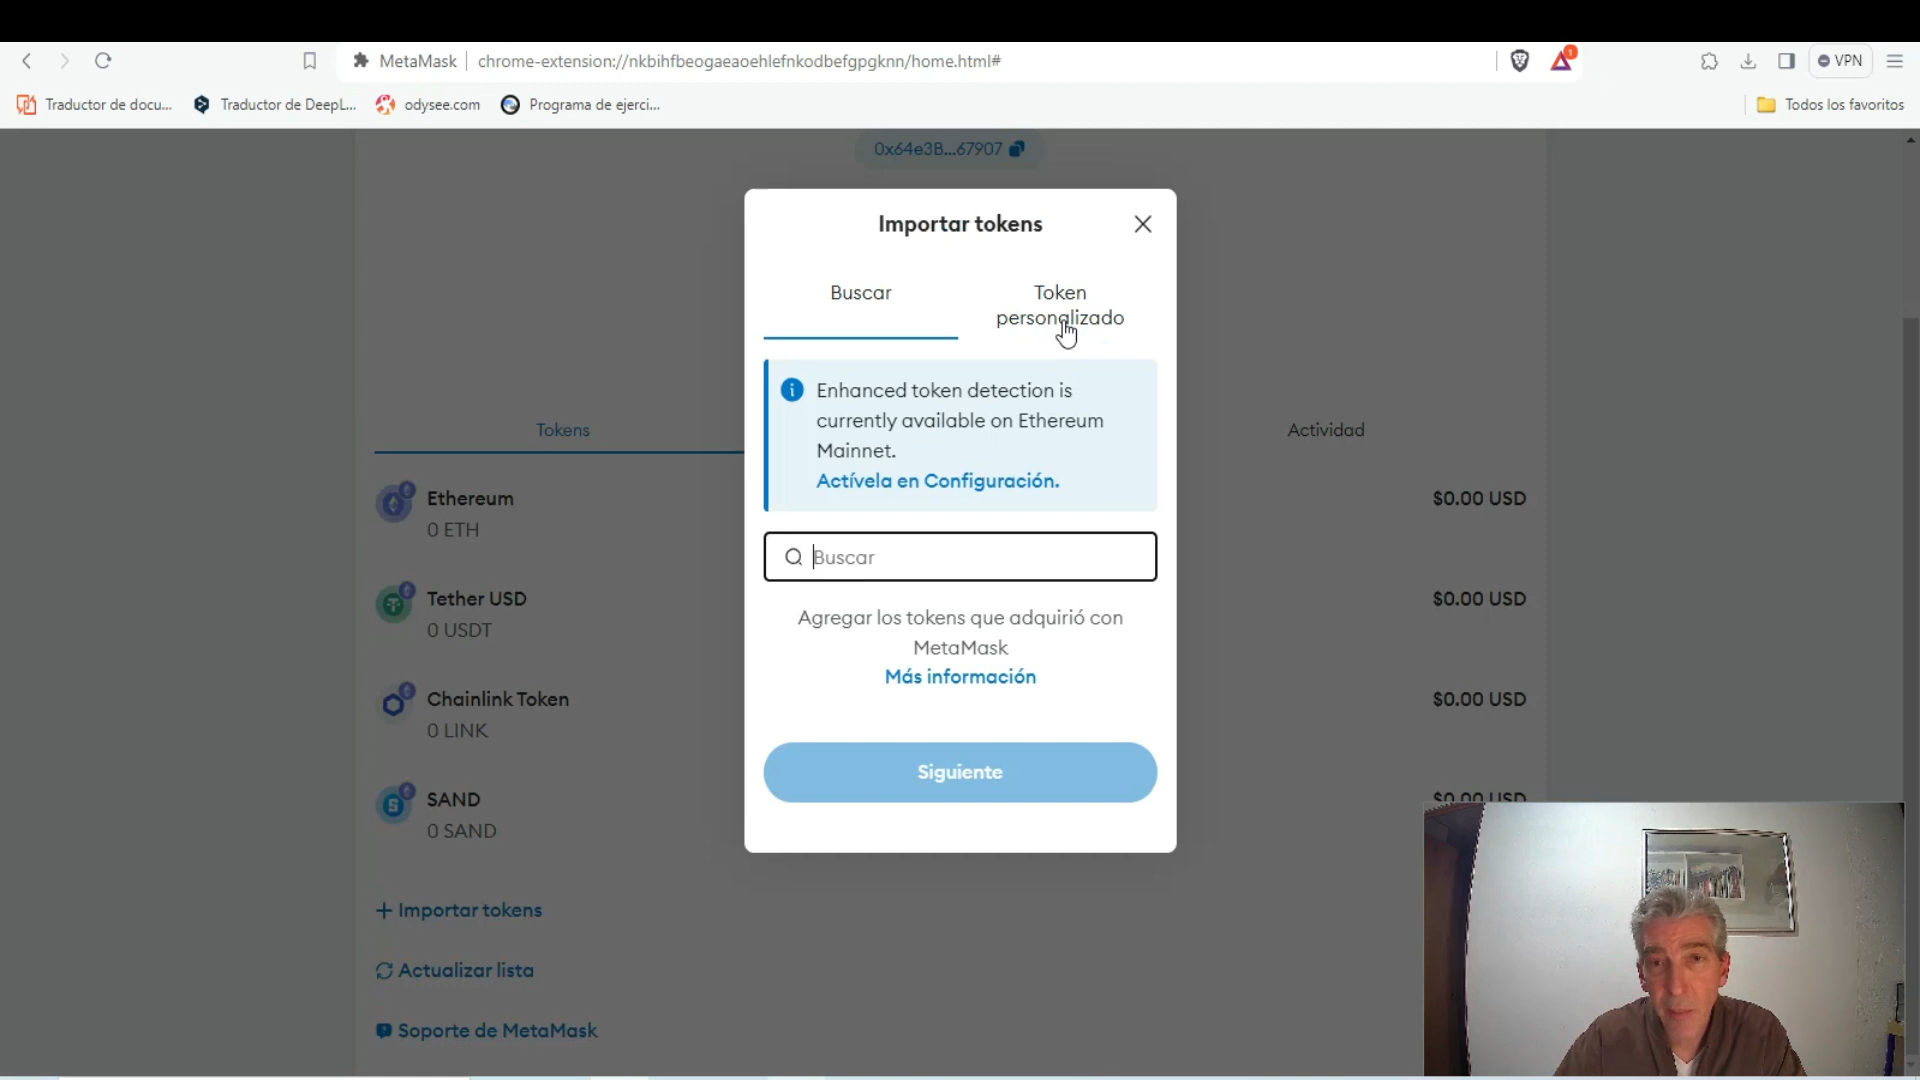 MetaMask
chrome-extension://nkbihfbeogaeaoehlefnkodbefgpgknn/home.html#
1
VPN
Traductor de docu...
Traductor de DeepL...
odysee.com
Programa de ejerci...
Todos los favoritos
0x64e3B...67907
Importar tokens
Buscar
Token
personalizado
Enhanced token detection is
currently available on Ethereum
Mainnet.
Actívela en Configuración.
Buscar
Agregar los tokens que adquirió con
MetaMask
Más información
Siguiente
Tokens
Actividad
Ethereum
0 ETH
$0.00 USD
Tether USD
0 USDT
$0.00 USD
Chainlink Token
0 LINK
$0.00 USD
SAND
0 SAND
$0.00 USD
Importar tokens
Actualizar lista
Soporte de MetaMask